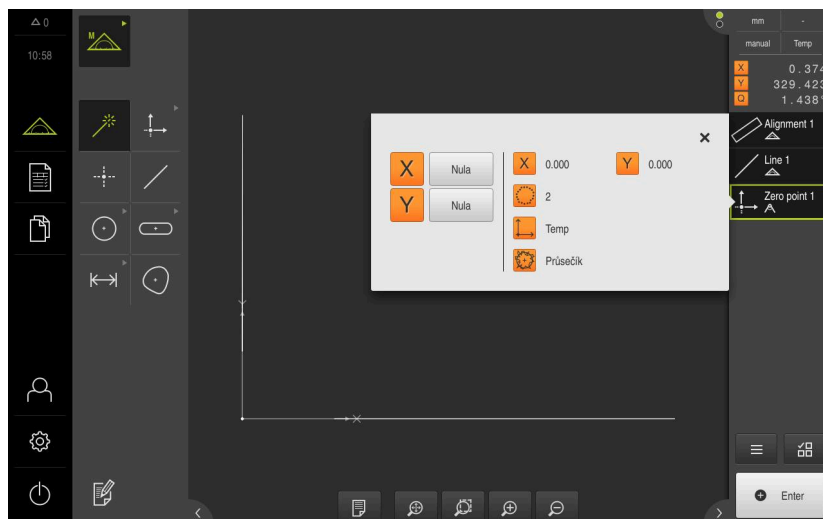 0
10:58
M
mm -
manual Temp
X 0.374
Y 329.423
Q 1.438°
Alignment 1
Line 1
Zero point 1
X Nula X 0.000 Y 0.000
Y Nula 2
Temp
Průsečík
Y
X
Enter